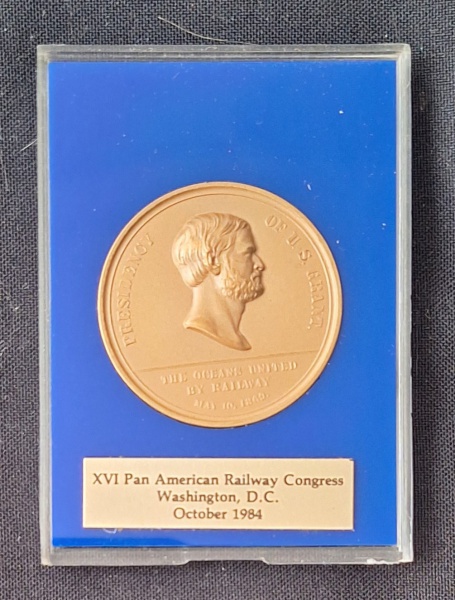 PRESIDENCY OF U.S. GRANT.
THE OCEANS UNITED
BY RAILWAY
MAY 10, 1869.
XVI Pan American Railway Congress
Washington, D.C.
October 1984